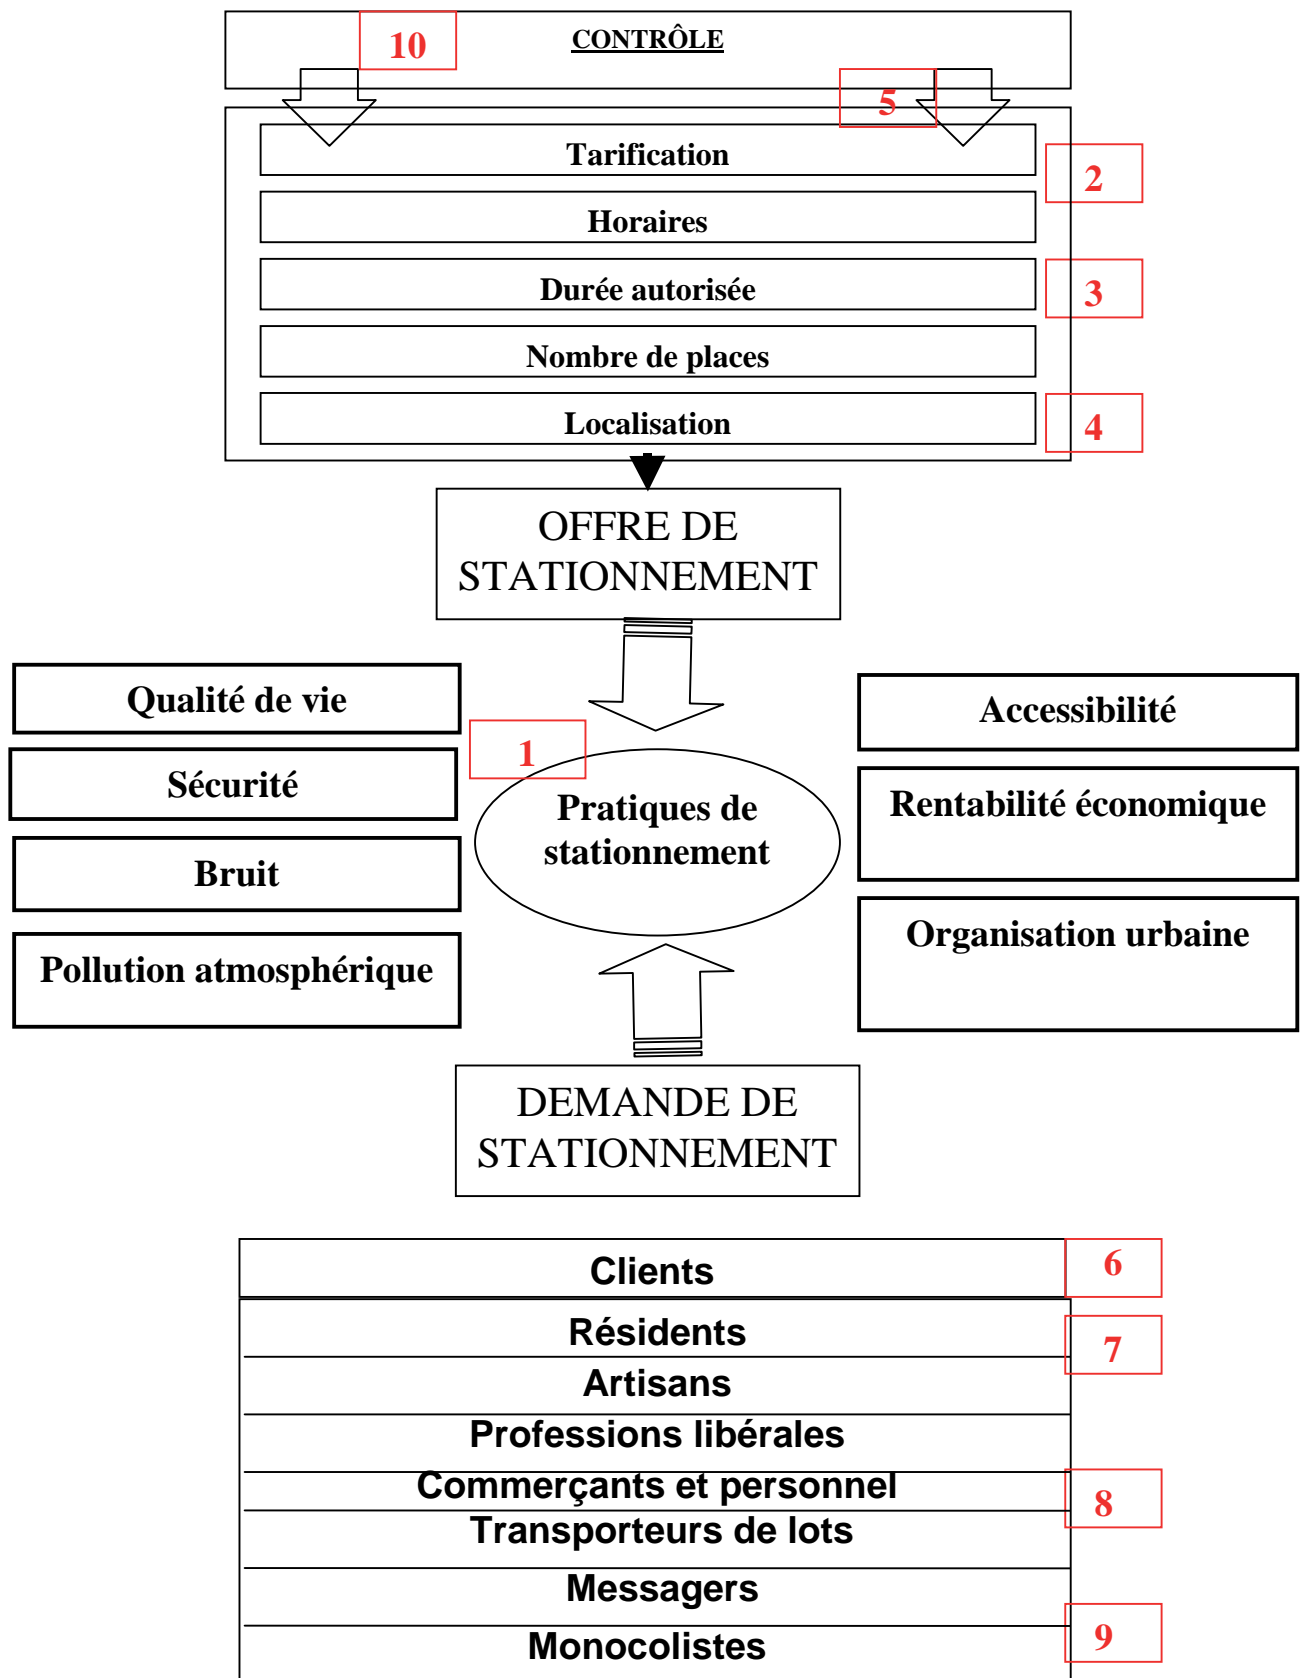 10
CONTRÔLE
5
Tarification
2
Horaires
Durée autorisée
3
Nombre de places
Localisation
4
OFFRE DE
STATIONNEMENT
Qualité de vie
Sécurité
Bruit
Pollution atmosphérique
1
Pratiques de
stationnement
Accessibilité
Rentabilité économique
Organisation urbaine
DEMANDE DE
STATIONNEMENT
Clients
6
Résidents
7
Artisans
Professions libérales
Commerçants et personnel
8
Transporteurs de lots
Messagers
Monocolistes
9